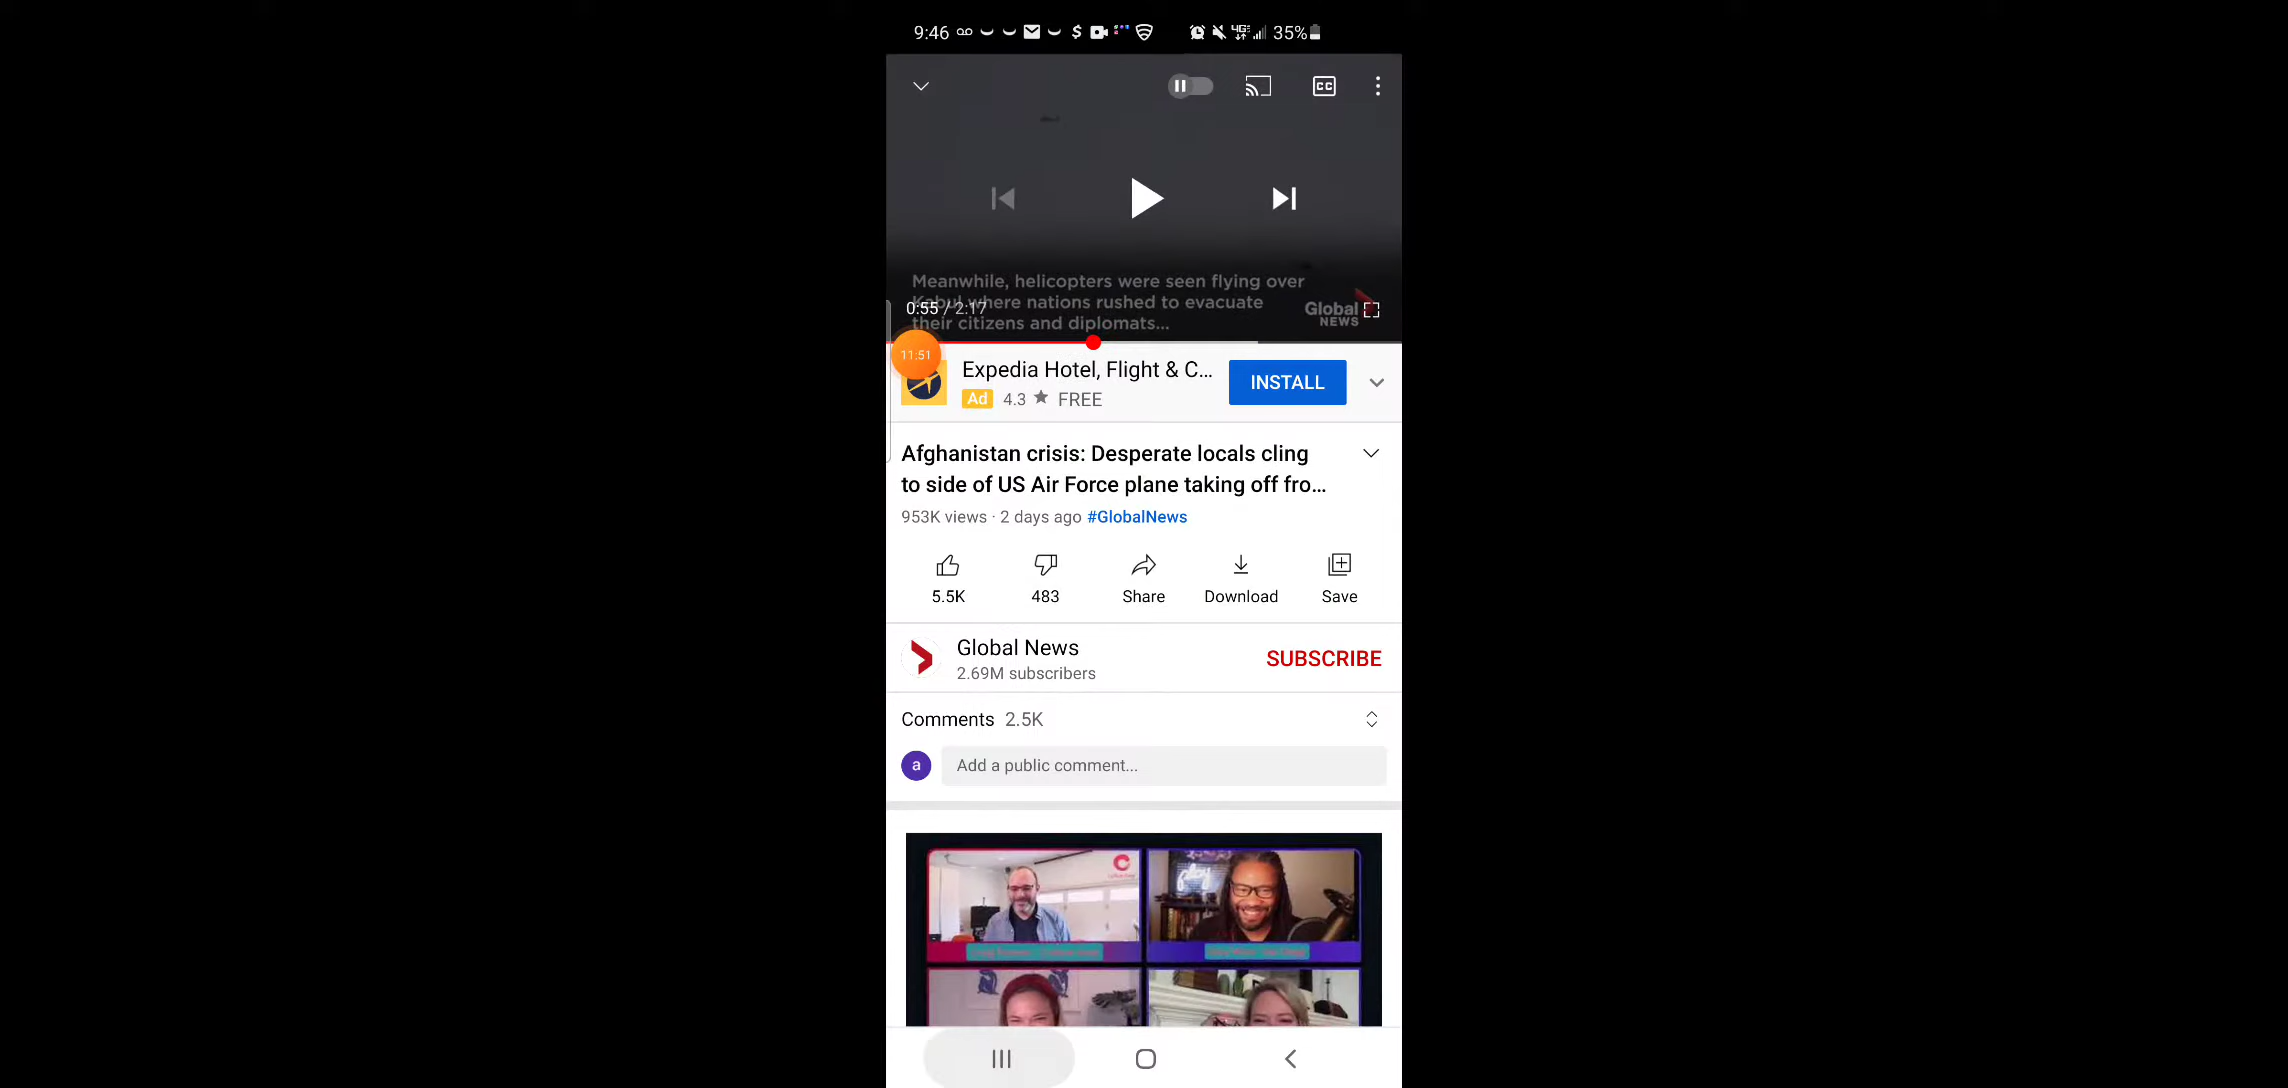 9:46
35%
Meanwhile, helicopters were seen flying over
Kabul where nations rushed to evacuate
their citizens and diplomats...
0:55 / 2:17
Global
NEWS
11:51
Expedia Hotel, Flight & C...
Ad 4.3 FREE
INSTALL
Afghanistan crisis: Desperate locals cling
to side of US Air Force plane taking off fro...
953K views · 2 days ago #GlobalNews
5.5K
483
Share
Download
Save
Global News
2.69M subscribers
SUBSCRIBE
Comments 2.5K
a
Add a public comment...